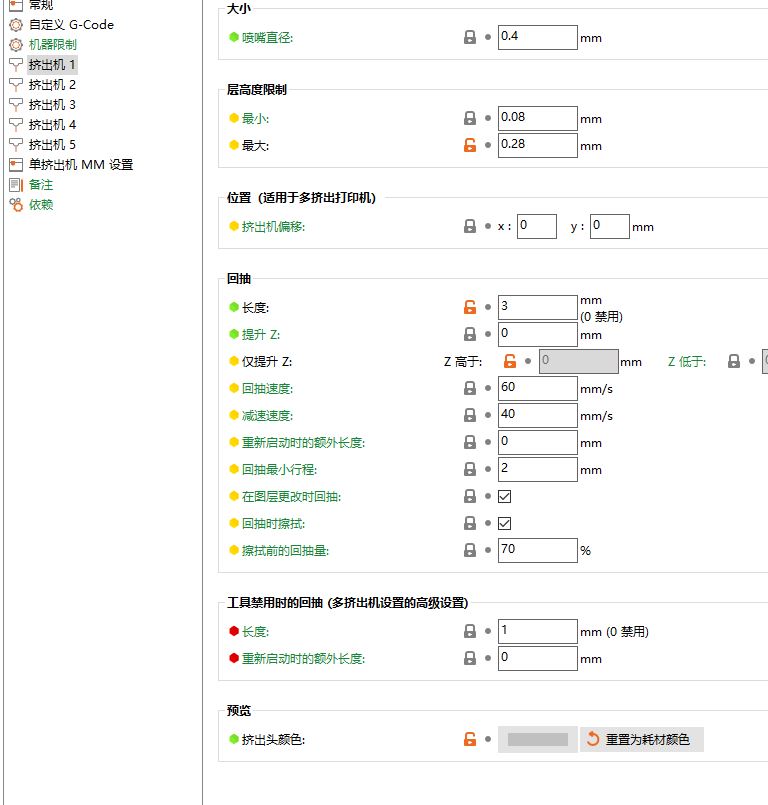 常规
自定义 G-Code
机器限制
挤出机 1
挤出机 2
挤出机 3
挤出机 4
挤出机 5
单挤出机 MM 设置
备注
依赖
大小
喷嘴直径: 0.4 mm
层高度限制
最小: 0.08 mm
最大: 0.28 mm
位置 (适用于多挤出打印机)
挤出机偏移: x : 0 y : 0 mm
回抽
长度: 3 mm
(0 禁用)
提升 Z: 0 mm
仅提升 Z: Z 高于: 0 mm Z 低于:
回抽速度: 60 mm/s
减速速度: 40 mm/s
重新启动时的额外长度: 0 mm
回抽最小行程: 2 mm
在图层更改时回抽:
回抽时擦拭:
擦拭前的回抽量: 70 %
工具禁用时的回抽 (多挤出机设置的高级设置)
长度: 1 mm (0 禁用)
重新启动时的额外长度: 0 mm
预览
挤出头颜色: 重置为耗材颜色